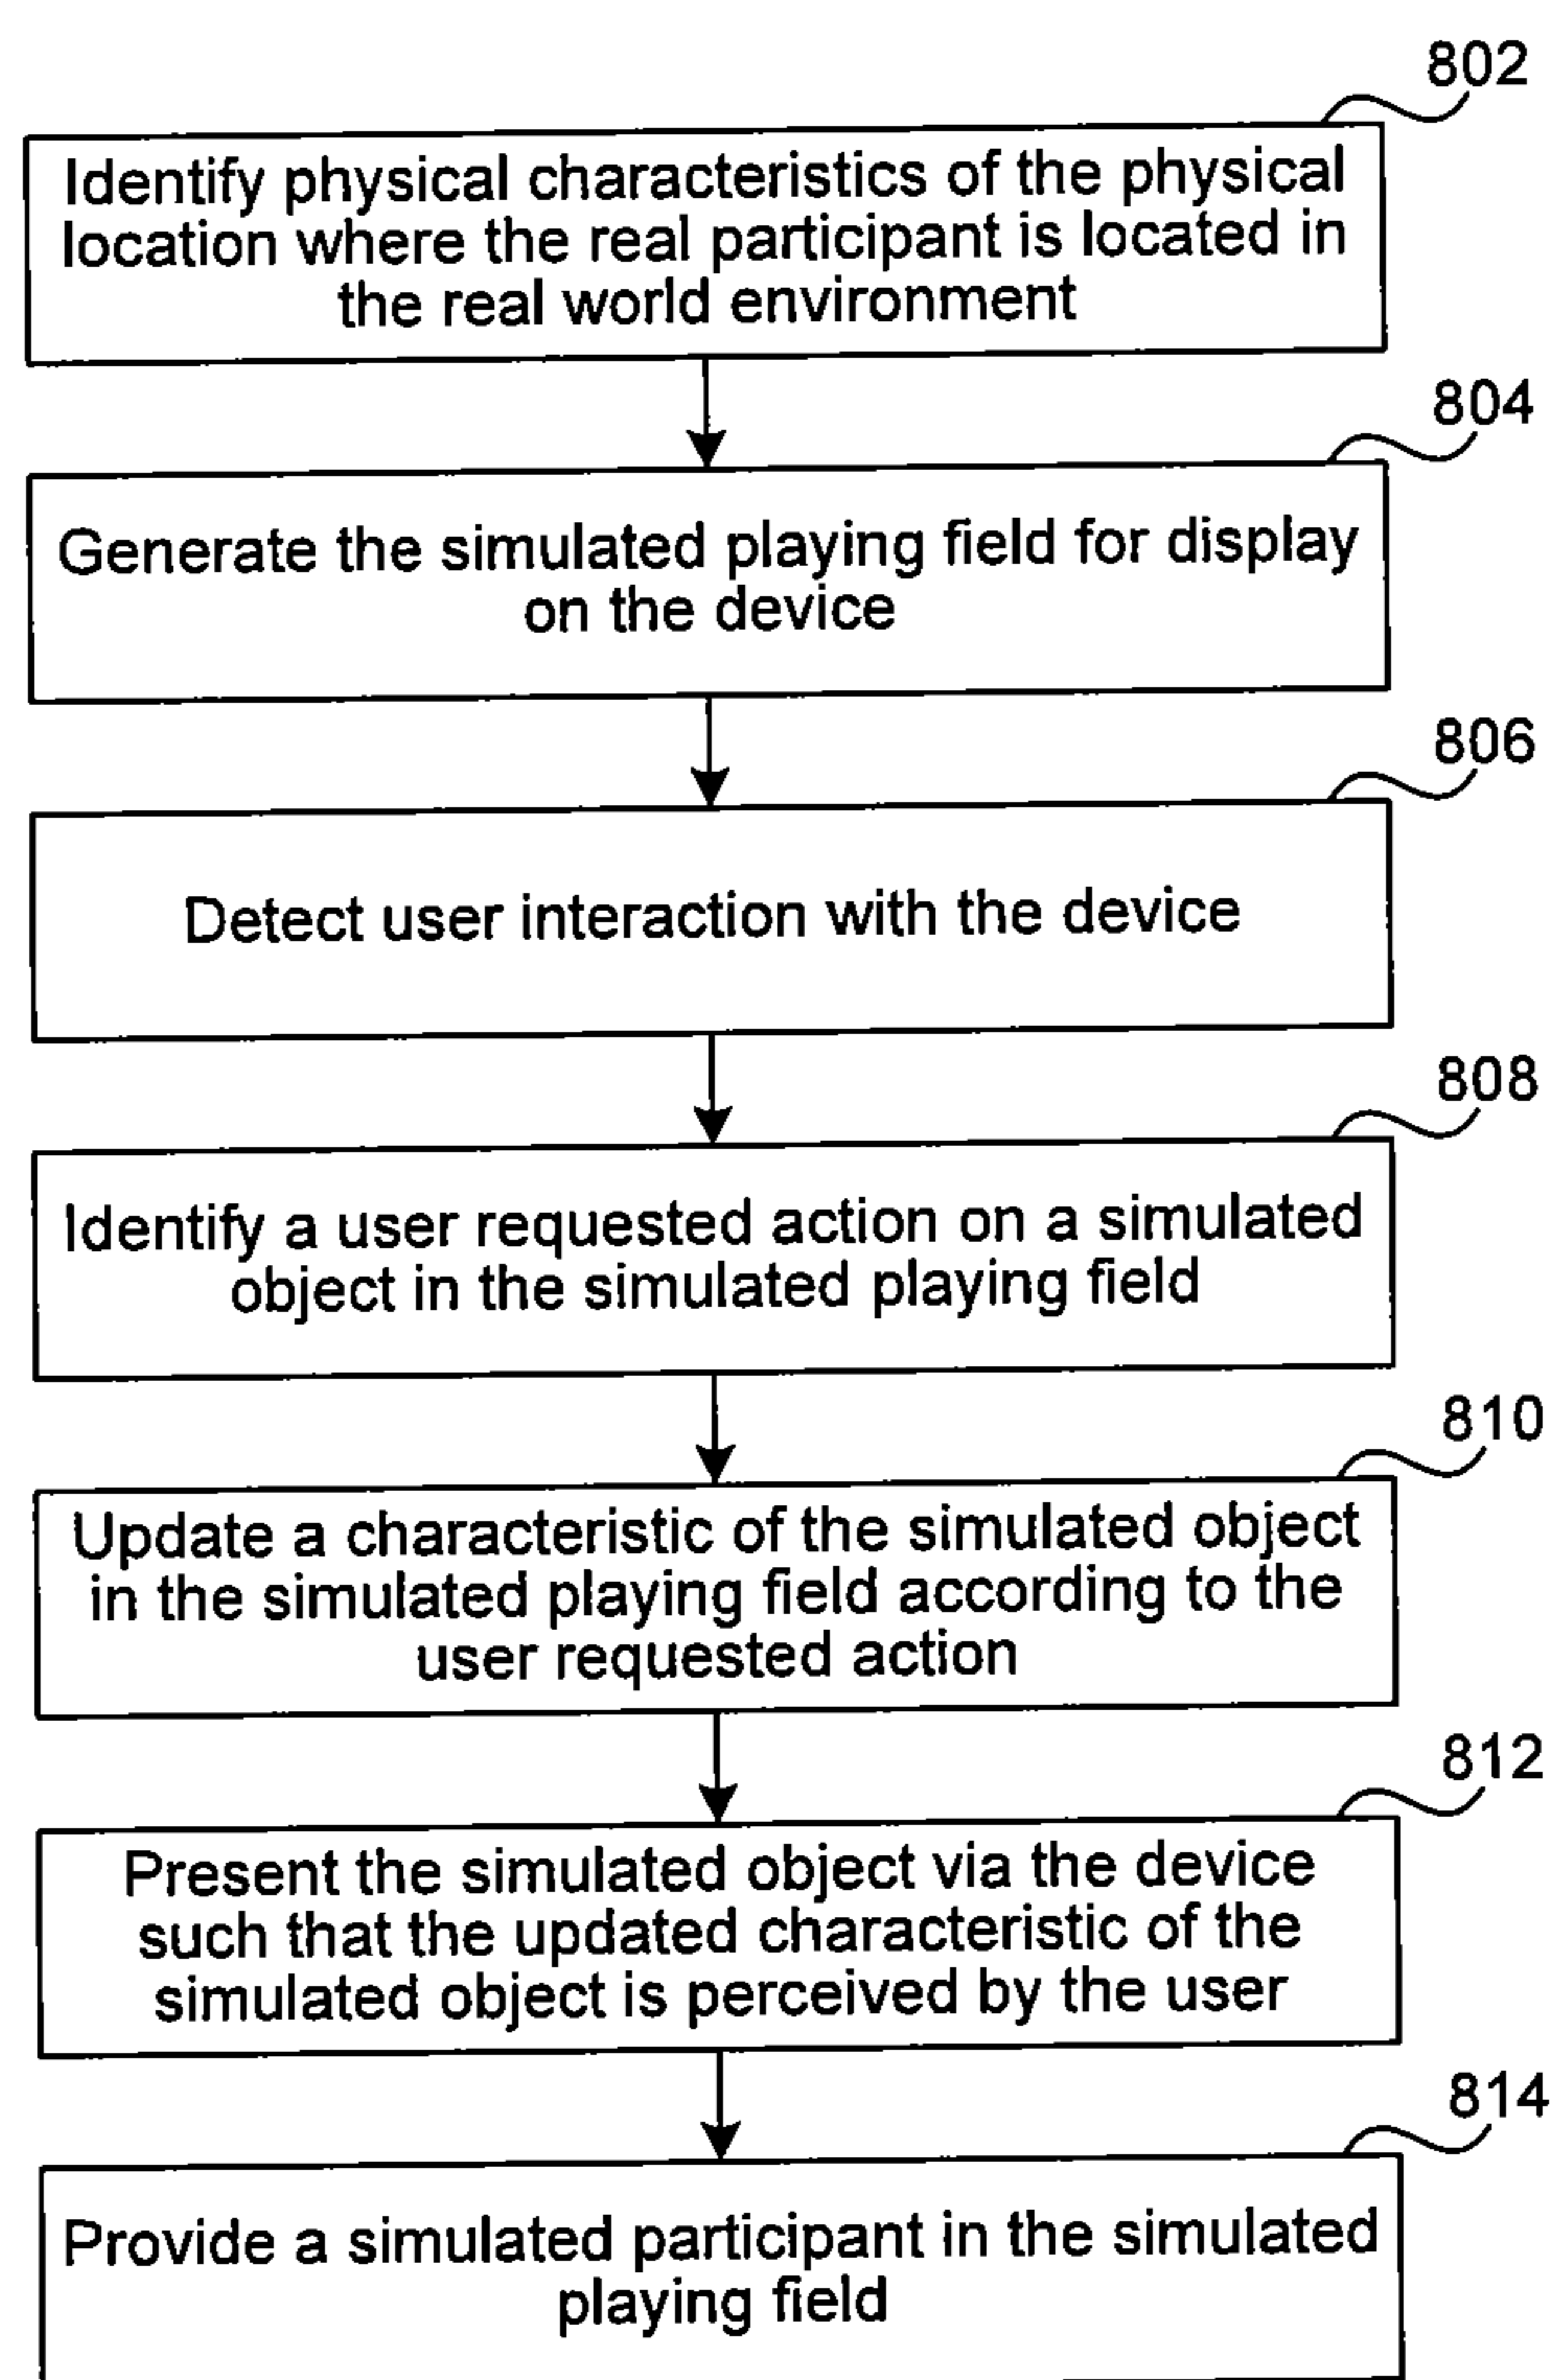 802
Identify physical characteristics of the physical
location where the real participant is located in
the real world environment
804
Generate the simulated playing field for display
on the device
806
Detect user interaction with the device
808
Identify a user requested action on a simulated
object in the simulated playing field
810
Update a characteristic of the simulated object
in the simulated playing field according to the
user requested action
812
Present the simulated object via the device
such that the updated characteristic of the
simulated object is perceived by the user
814
Provide a simulated participant in the simulated
playing field